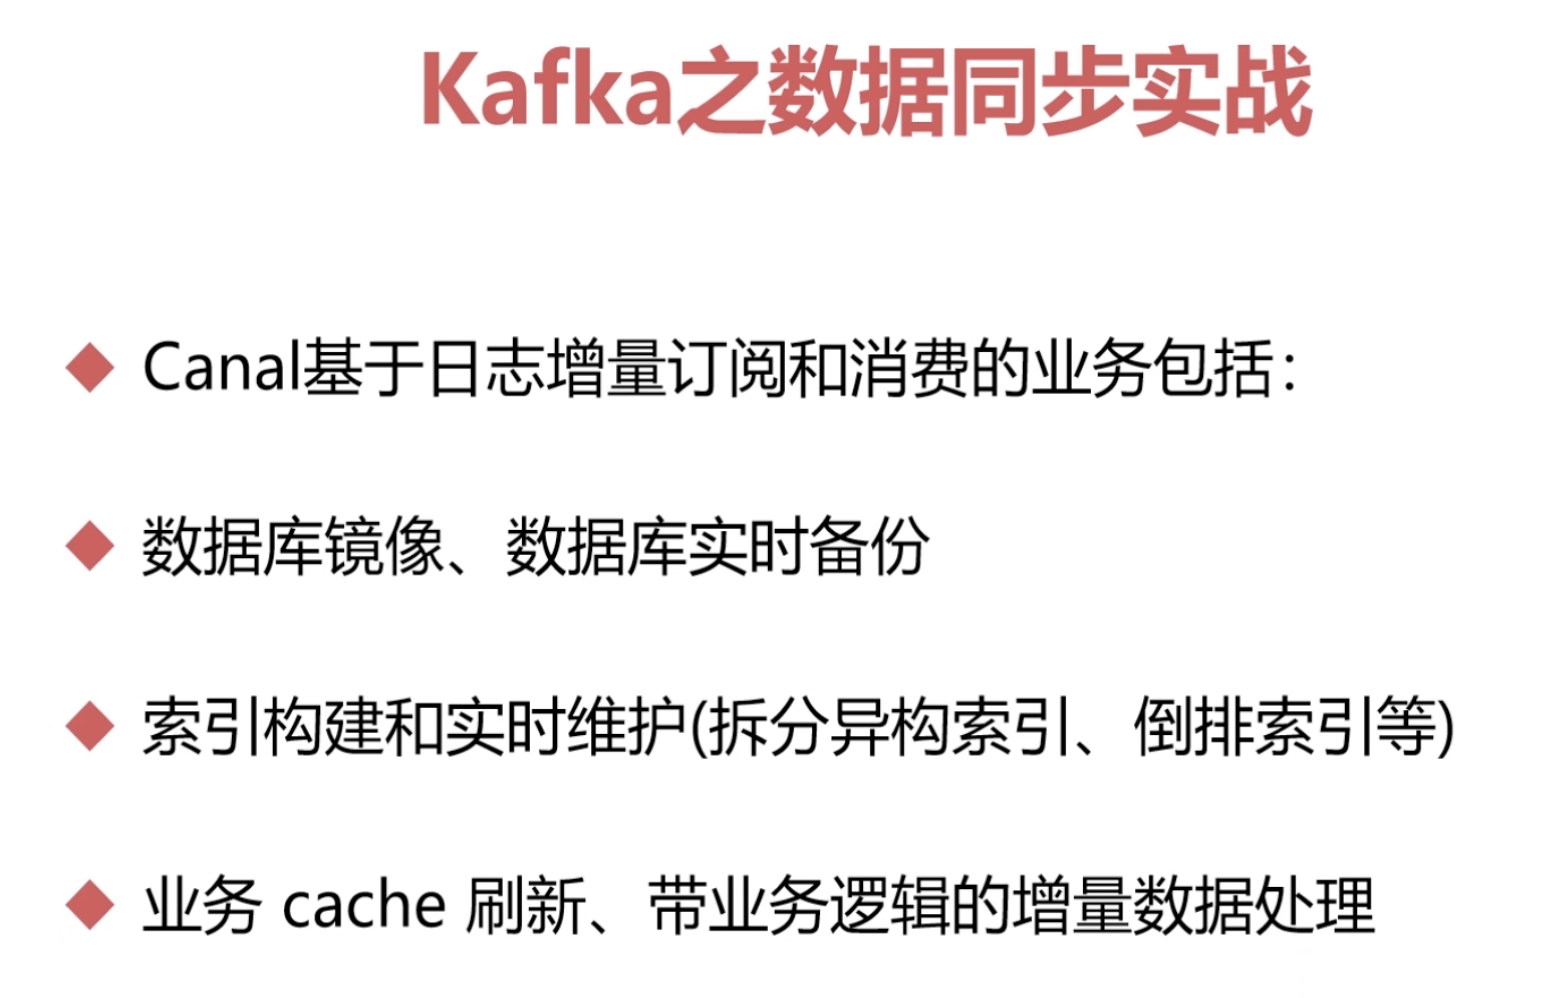 Kafka之数据同步实战
Canal基于日志增量订阅和消费的业务包括：
数据库镜像、数据库实时备份
索引构建和实时维护(拆分异构索引、倒排索引等)
业务 cache 刷新、带业务逻辑的增量数据处理